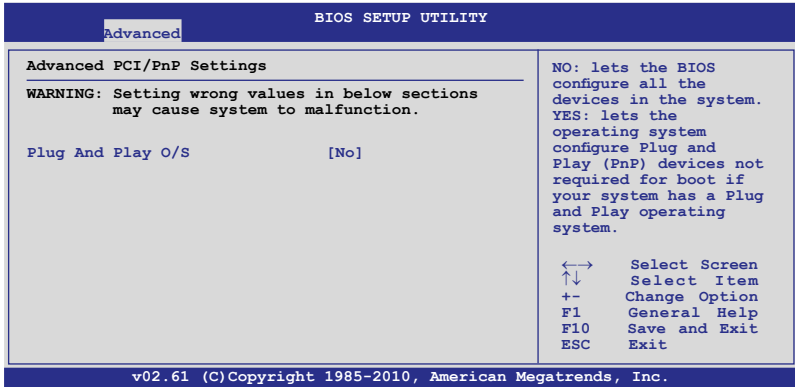 BIOS SETUP UTILITY
Advanced
Advanced PCI/PnP Settings
WARNING: Setting wrong values in below sections
may cause system to malfunction.
Plug And Play O/S [No]
NO: lets the BIOS
configure all the
devices in the system.
YES: lets the
operating system
configure Plug and
Play (PnP) devices not
required for boot if
your system has a Plug
and Play operating
system.
←→ Select Screen
↑↓ Select Item
+- Change Option
F1 General Help
F10 Save and Exit
ESC Exit
v02.61 (C)Copyright 1985-2010, American Megatrends, Inc.